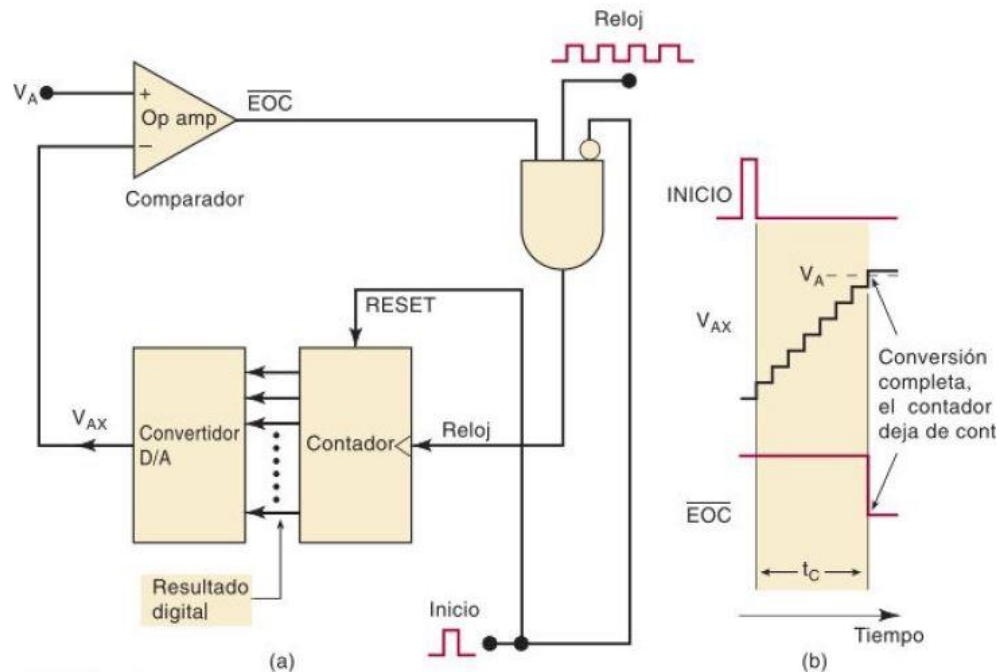 Reloj
V_A
+
Op amp
−
Comparador
EOC
RESET
V_AX
Convertidor
D/A
Contador
Reloj
Resultado
digital
Inicio
(a)
INICIO
V_A
V_AX
Conversión
completa,
el contador
deja de cont
EOC
t_C
Tiempo
(b)